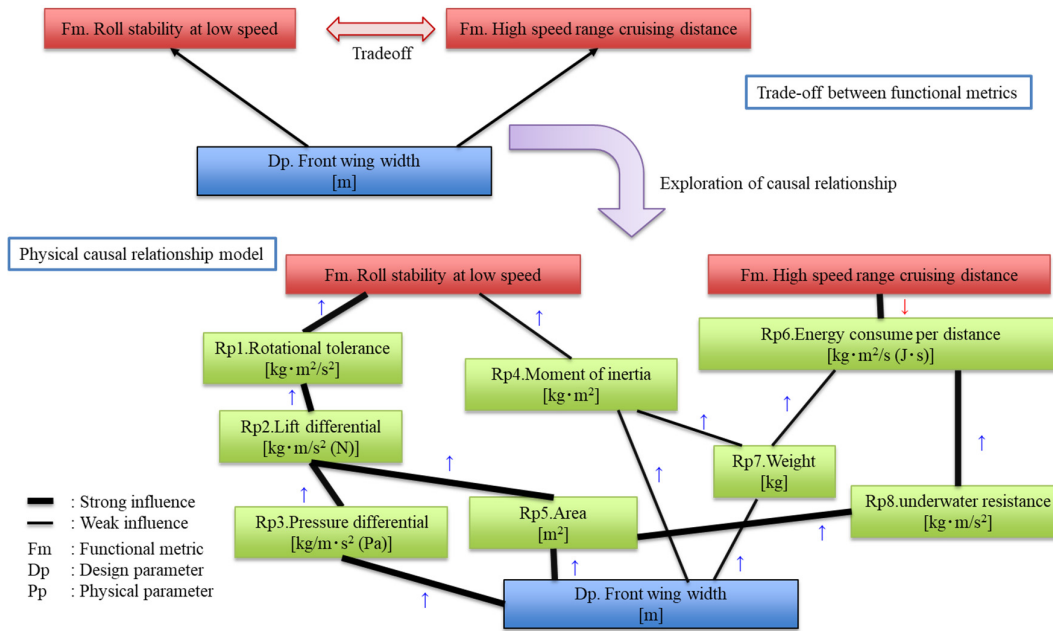 Fm. Roll stability at low speed
Fm. High speed range cruising distance
Tradeoff
Trade-off between functional metrics
Dp. Front wing width
[m]
Exploration of causal relationship
Physical causal relationship model
Fm. Roll stability at low speed
Fm. High speed range cruising distance
↑
↑
↓
Rp1.Rotational tolerance
[kg・m²/s²]
Rp6.Energy consume per distance
[kg・m²/s (J・s)]
Rp4.Moment of inertia
[kg・m²]
↑
↑
↑
Rp2.Lift differential
[kg・m/s² (N)]
↑
↑
Rp7.Weight
[kg]
↑
↑
Rp3.Pressure differential
[kg/m・s² (Pa)]
Rp5.Area
[m²]
Rp8.underwater resistance
[kg・m/s²]
↑
↑
↑
↑
Dp. Front wing width
[m]
: Strong influence
: Weak influence
Fm : Functional metric
Dp : Design parameter
Pp : Physical parameter